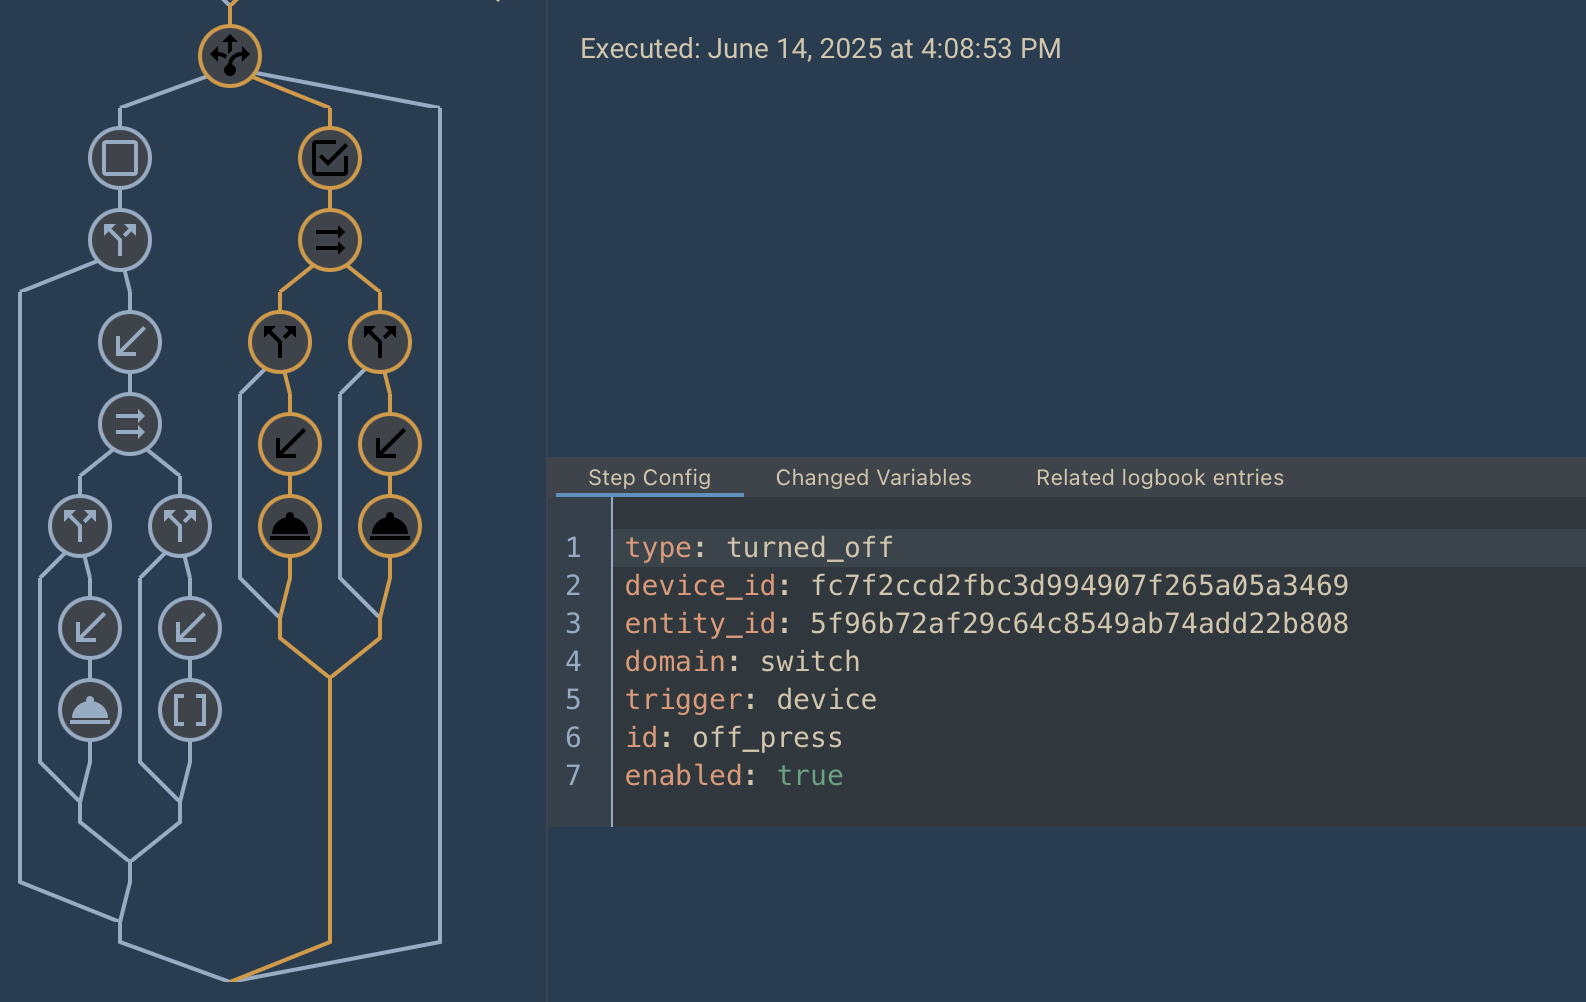 Executed: June 14, 2025 at 4:08:53 PM
Step Config Changed Variables Related logbook entries
1 type: turned_off
2 device_id: fc7f2ccd2fbc3d994907f265a05a3469
3 entity_id: 5f96b72af29c64c8549ab74add22b808
4 domain: switch
5 trigger: device
6 id: off_press
7 enabled: true